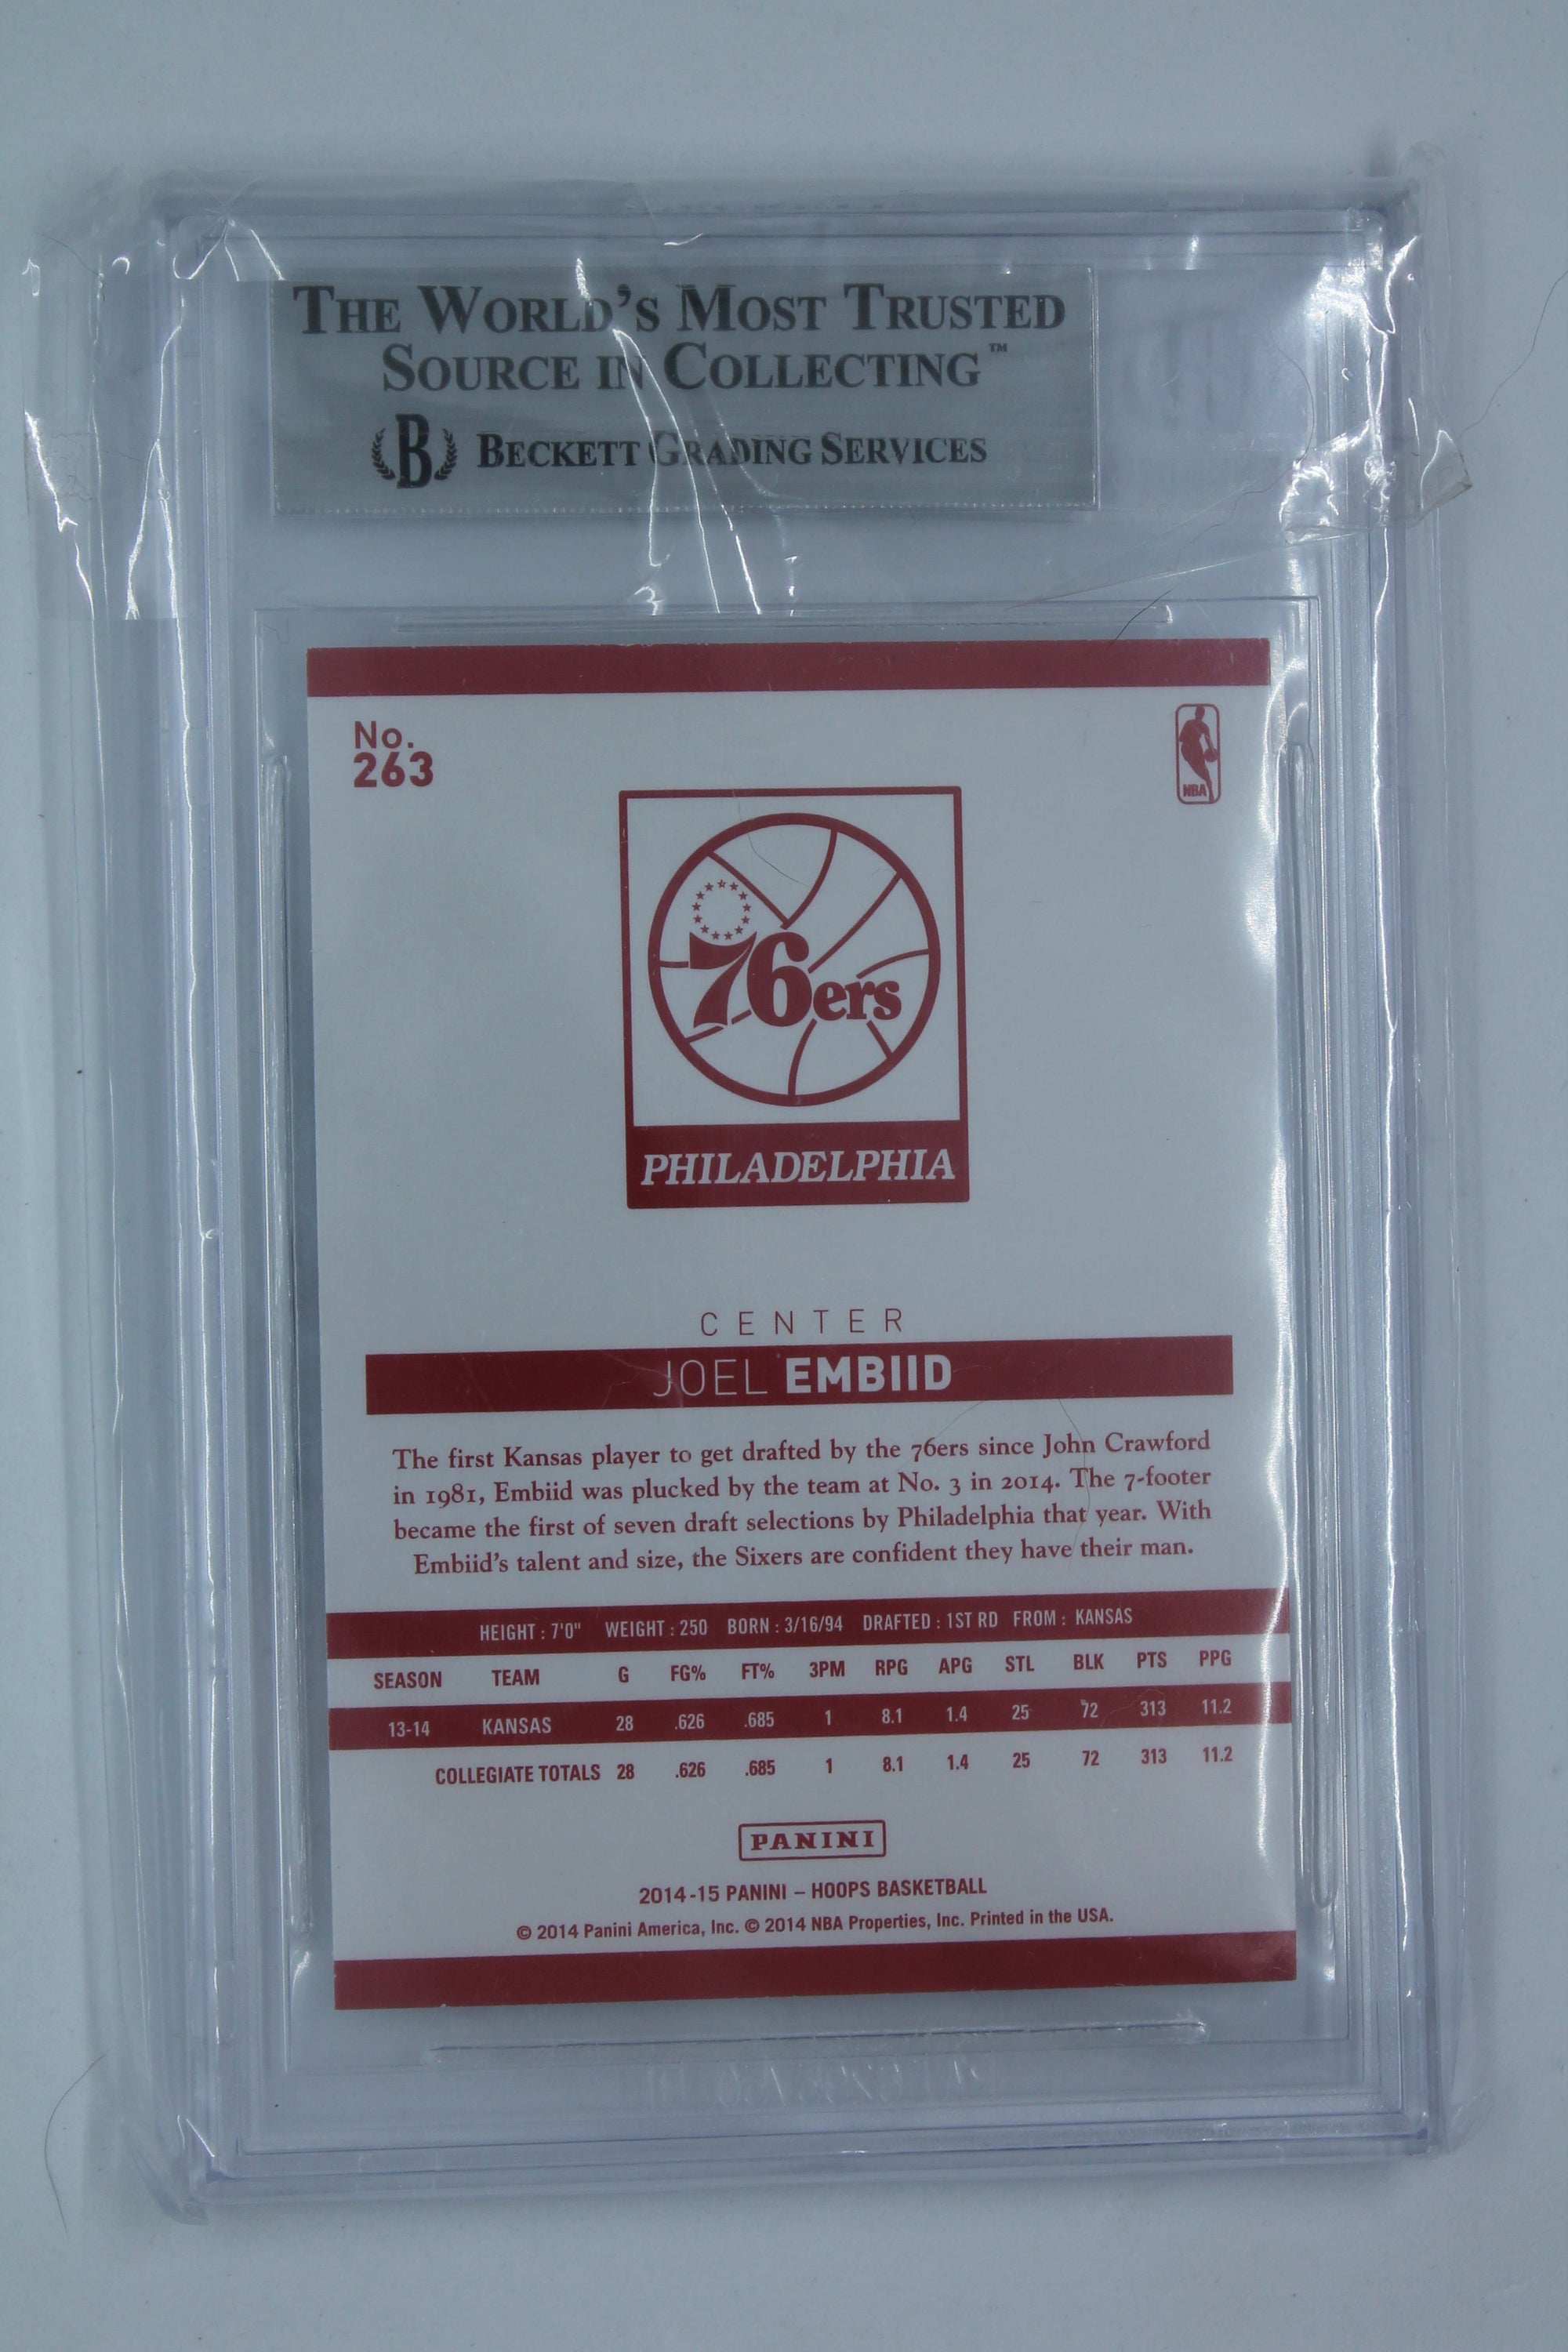 THE WORLD'S MOST TRUSTED
SOURCE IN COLLECTING™
B BECKETT GRADING SERVICES
No.
263
NBA
76ers
PHILADELPHIA
CENTER
JOEL EMBIID
The first Kansas player to get drafted by the 76ers since John Crawford
in 1981, Embiid was plucked by the team at No. 3 in 2014. The 7-footer
became the first of seven draft selections by Philadelphia that year. With
Embiid's talent and size, the Sixers are confident they have their man.
HEIGHT : 7'0" WEIGHT : 250 BORN : 3/16/94 DRAFTED : 1ST RD FROM : KANSAS
SEASON TEAM G FG% FT% 3PM RPG APG STL BLK PTS PPG
13-14 KANSAS 28 .626 .685 1 8.1 1.4 25 72 313 11.2
COLLEGIATE TOTALS 28 .626 .685 1 8.1 1.4 25 72 313 11.2
PANINI
2014-15 PANINI – HOOPS BASKETBALL
© 2014 Panini America, Inc. © 2014 NBA Properties, Inc. Printed in the USA.